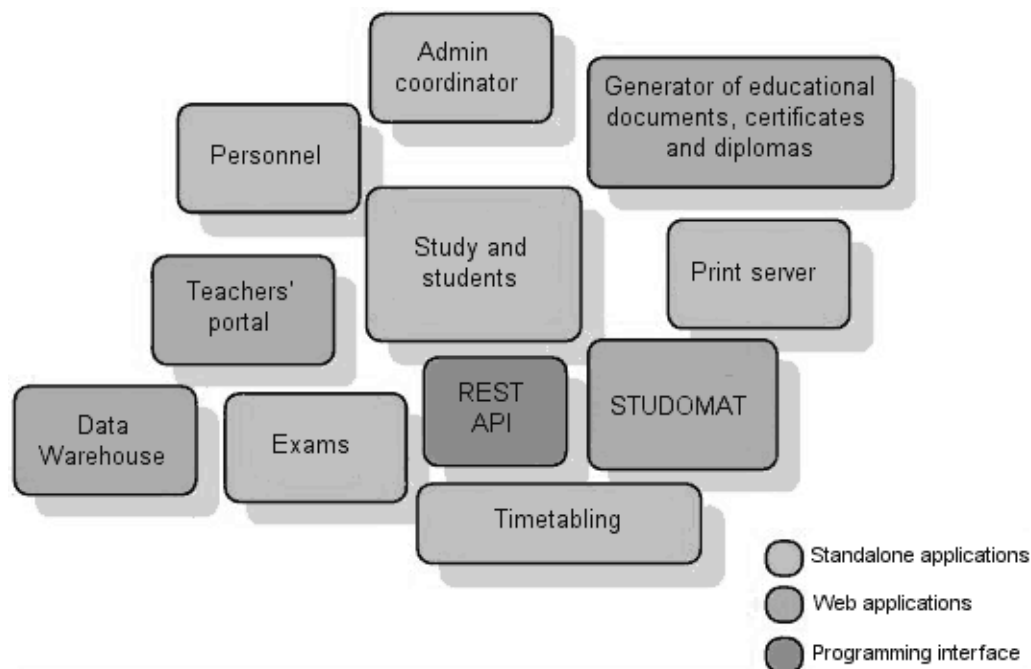 Admin
coordinator
Generator of educational
documents, certificates
and diplomas
Personnel
Study and
students
Print server
Teachers'
portal
REST
API
STUDOMAT
Data
Warehouse
Exams
Timetabling
Standalone applications
Web applications
Programming interface